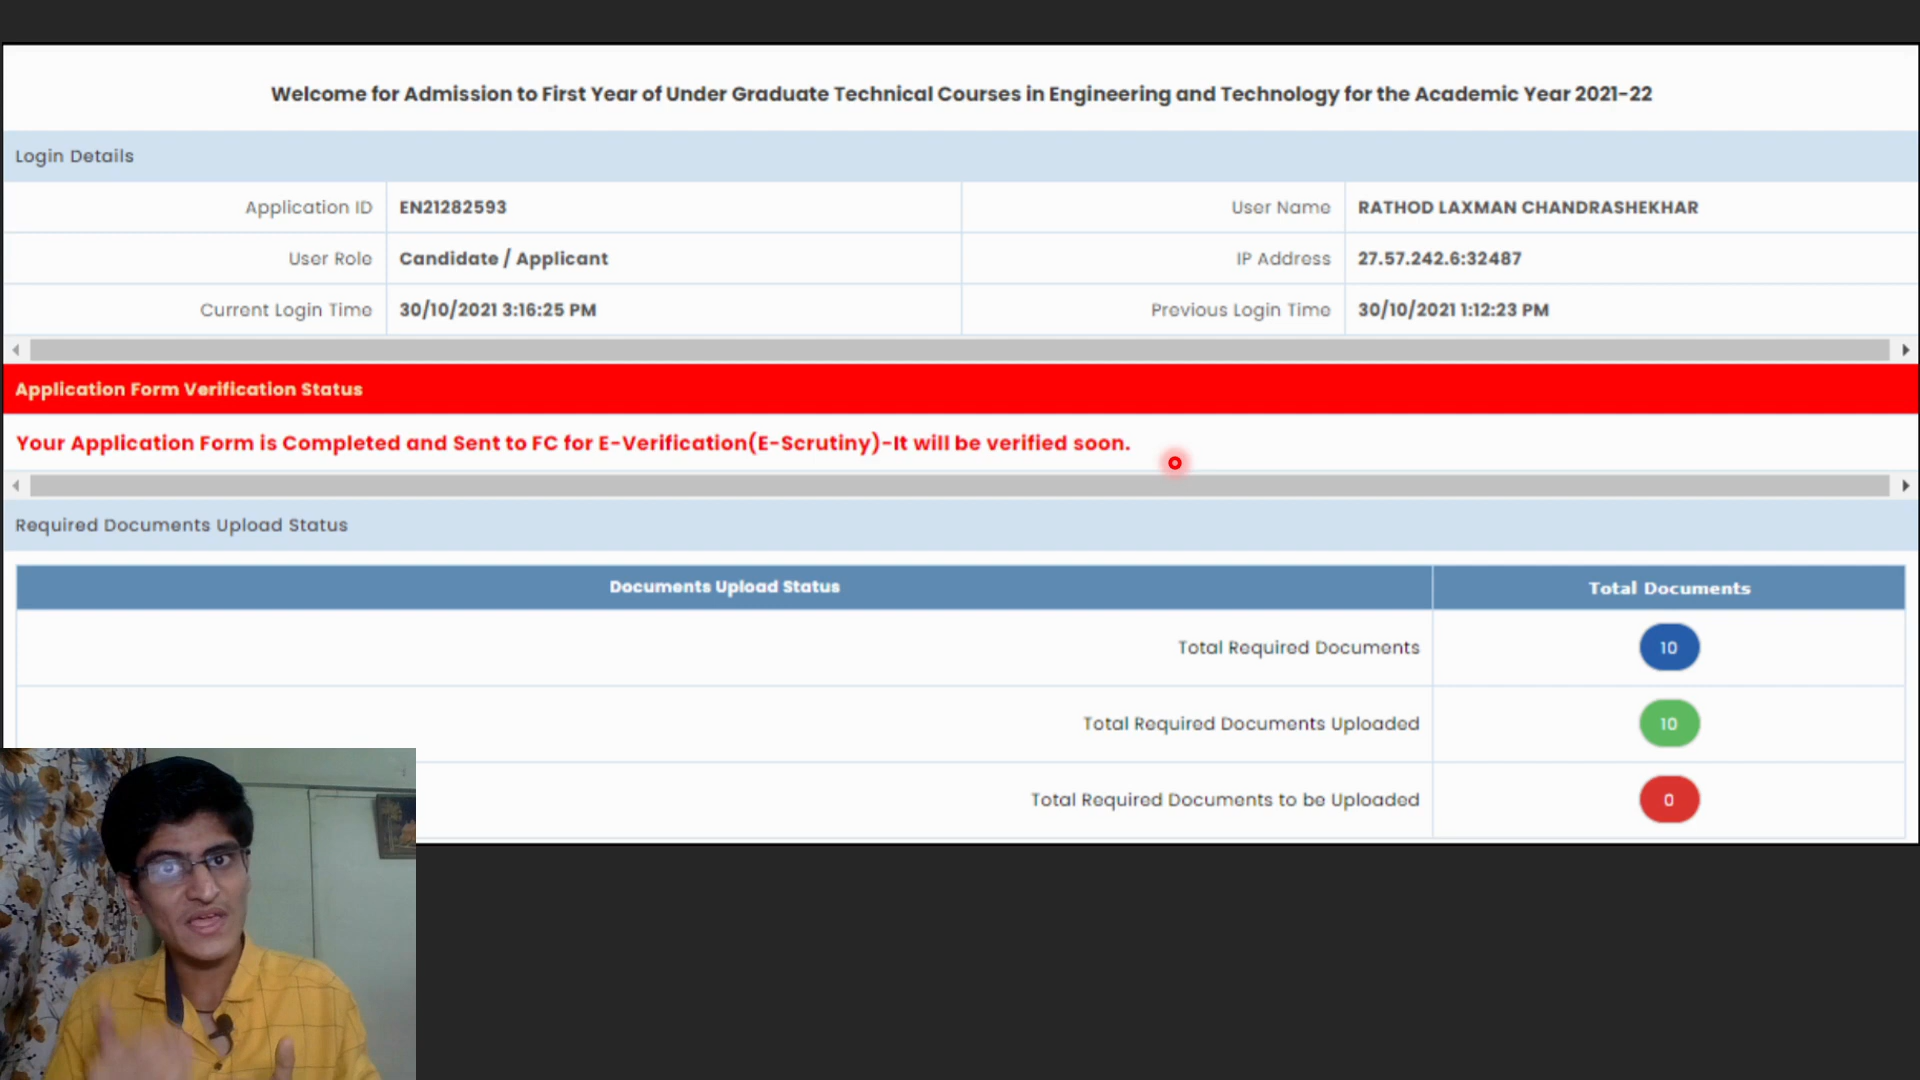 Welcome for Admission to First Year of Under Graduate Technical Courses in Engineering and Technology for the Academic Year 2021-22
Login Details
Application ID EN21282593 User Name RATHOD LAXMAN CHANDRASHEKHAR
User Role Candidate / Applicant IP Address 27.57.242.6:32487
Current Login Time 30/10/2021 3:16:25 PM Previous Login Time 30/10/2021 1:12:23 PM
Application Form Verification Status
Your Application Form is Completed and Sent to FC for E-Verification(E-Scrutiny)-It will be verified soon.
Required Documents Upload Status
Documents Upload Status Total Documents
Total Required Documents 10
Total Required Documents Uploaded 10
Total Required Documents to be Uploaded 0